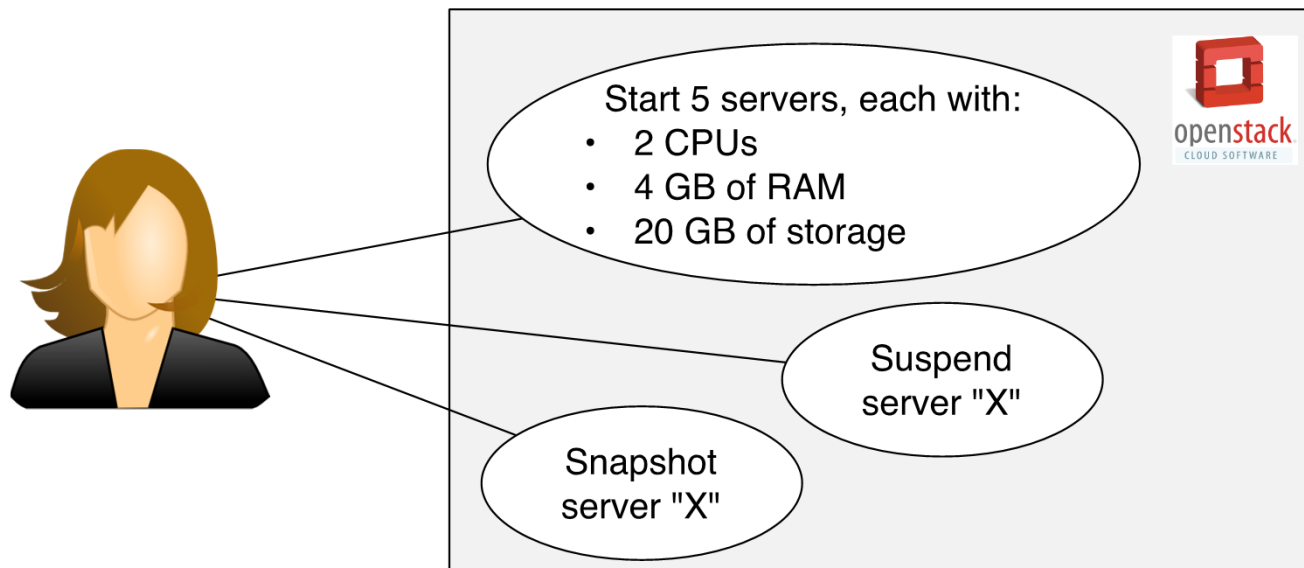 Start 5 servers, each with:
• 2 CPUs
• 4 GB of RAM
• 20 GB of storage
openstack
CLOUD SOFTWARE
Suspend
server "X"
Snapshot
server "X"